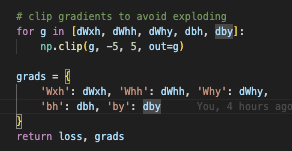 # clip gradients to avoid exploding
for g in [dWxh, dWhh, dWhy, dbh, dby]:
np.clip(g, -5, 5, out=g)
grads = {
'Wxh': dWxh, 'Whh': dWhh, 'Why': dWhy,
'bh': dbh, 'by': dby You, 4 hours ago
}
return loss, grads